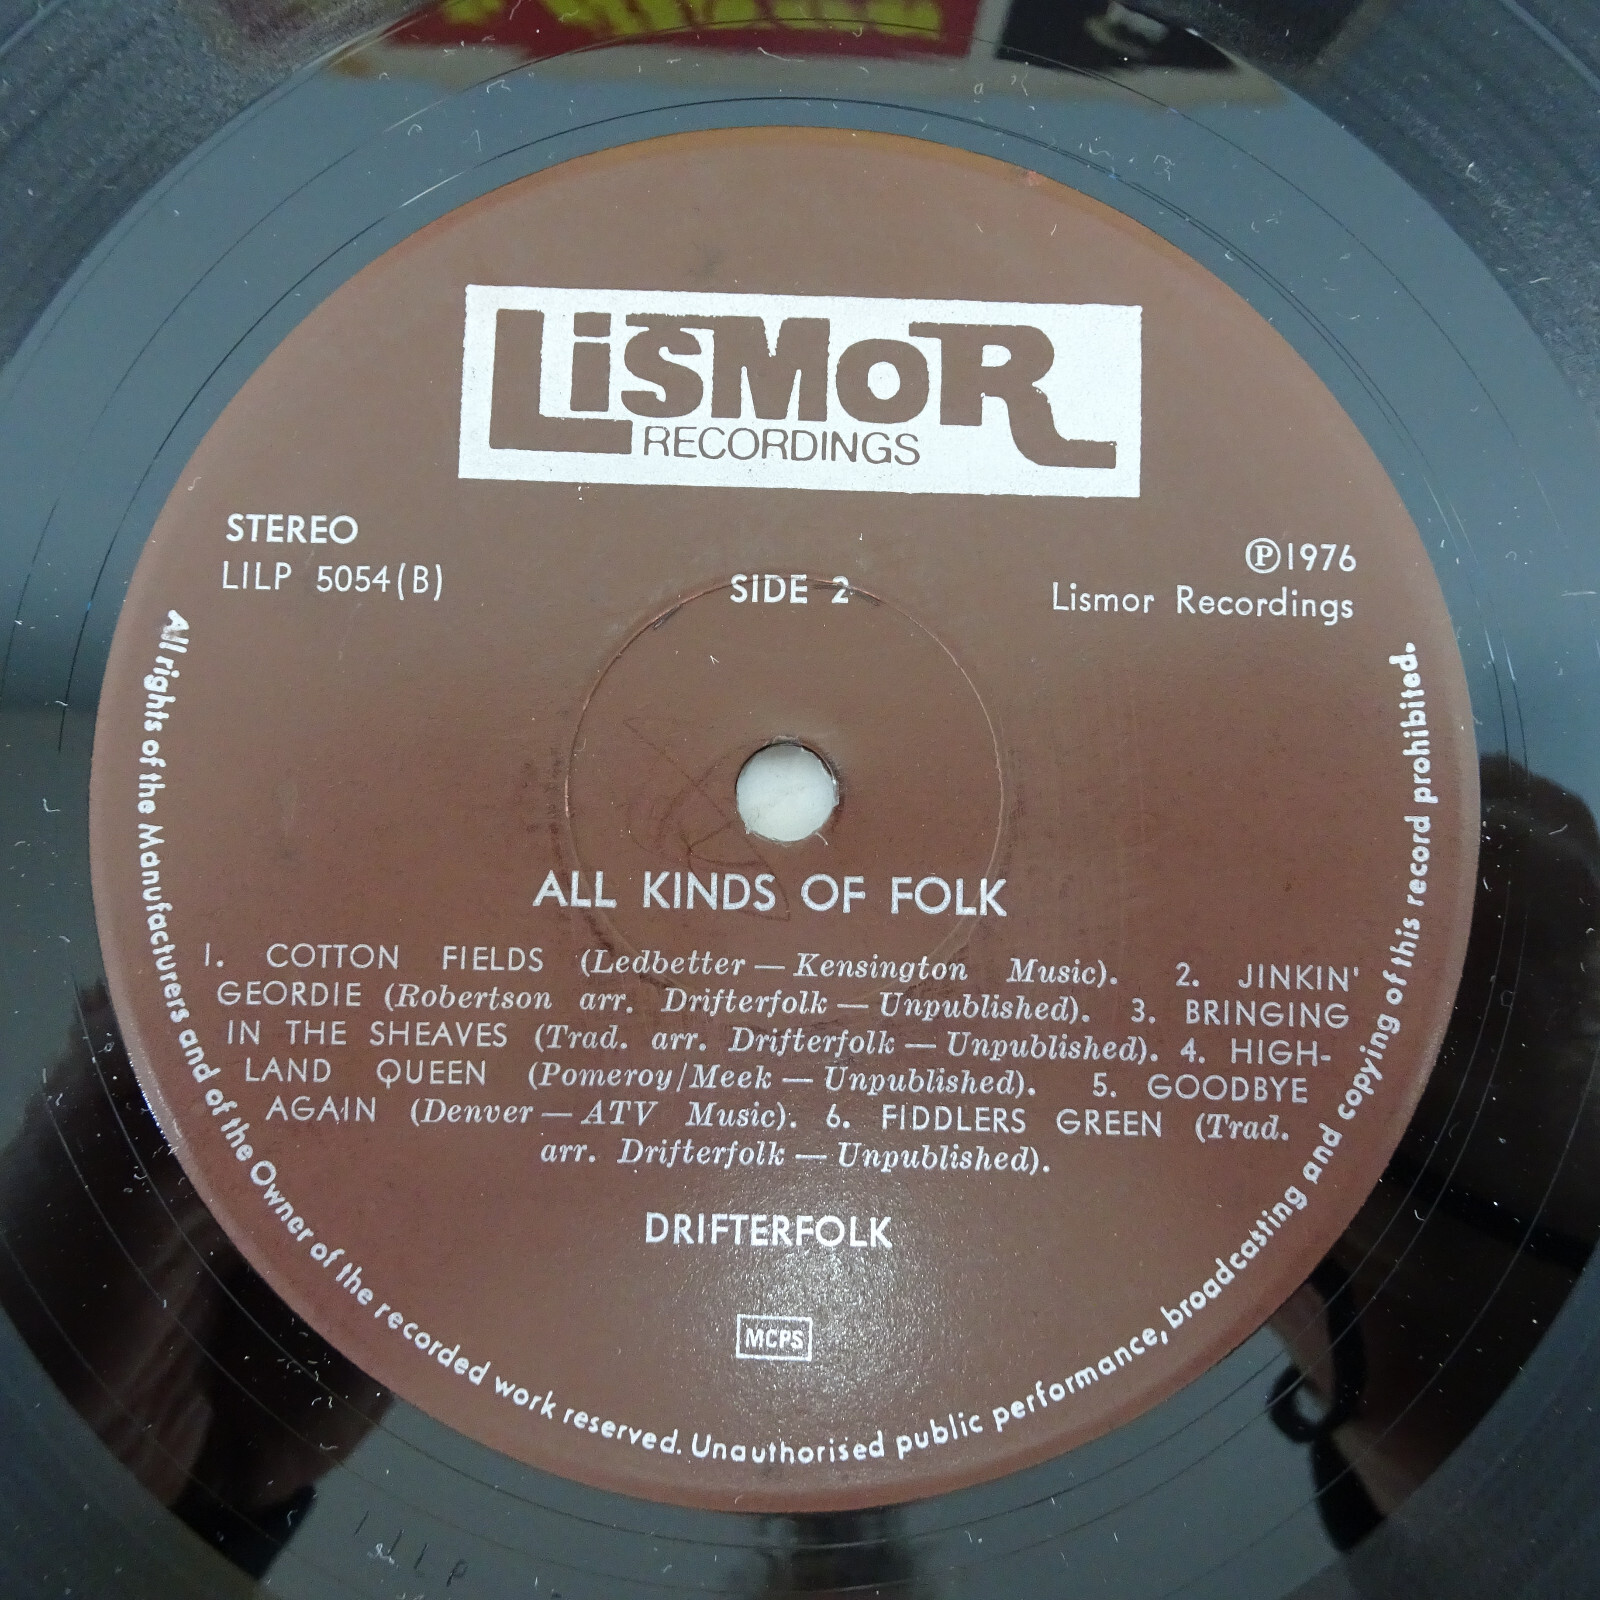 LiSMoR
RECORDINGS
STEREO
LILP 5054(B)
SIDE 2
Ⓟ1976
Lismor Recordings
ALL KINDS OF FOLK
1. COTTON FIELDS (Ledbetter — Kensington Music). 2. JINKIN'
GEORDIE (Robertson arr. Drifterfolk — Unpublished). 3. BRINGING
IN THE SHEAVES (Trad. arr. Drifterfolk — Unpublished). 4. HIGH-
LAND QUEEN (Pomeroy/Meek — Unpublished). 5. GOODBYE
AGAIN (Denver — ATV Music). 6. FIDDLERS GREEN (Trad.
arr. Drifterfolk — Unpublished).
DRIFTERFOLK
MCPS
All rights of the Manufacturers and of the Owner of the recorded work reserved. Unauthorised public performance, broadcasting and copying of this record prohibited.